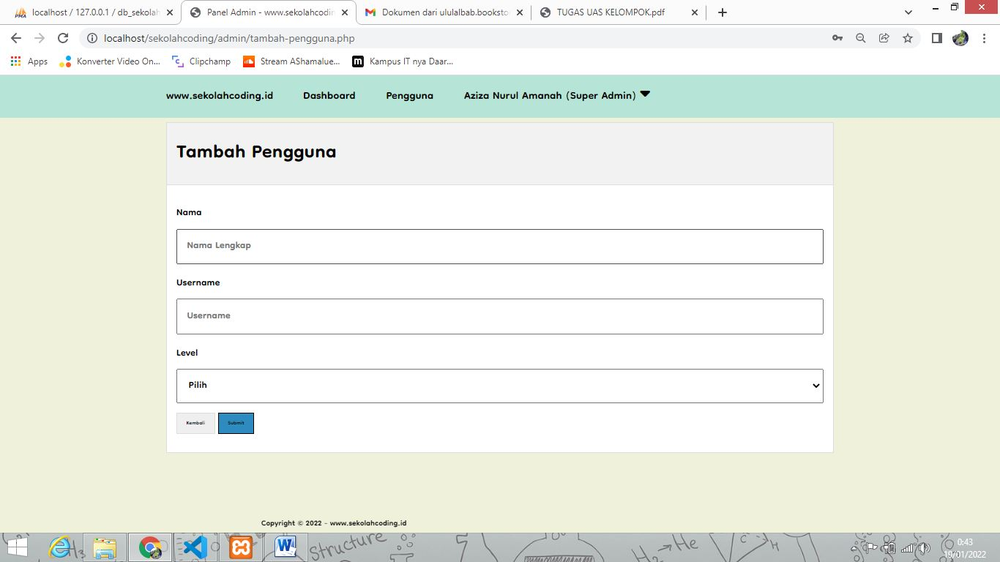 localhost / 127.0.0.1 / db_sekolah
Panel Admin - www.sekolahcodin
Dokumen dari ululalbab.booksto
TUGAS UAS KELOMPOK.pdf
localhost/sekolahcoding/admin/tambah-pengguna.php
Apps
Konverter Video On...
Clipchamp
Stream AShamalue...
Kampus IT nya Daar...
www.sekolahcoding.id
Dashboard
Pengguna
Aziza Nurul Amanah (Super Admin)
Tambah Pengguna
Nama
Nama Lengkap
Username
Username
Level
Pilih
Kembali
Submit
Copyright © 2022 - www.sekolahcoding.id
structure
H₂→He
0:43
19/01/2022